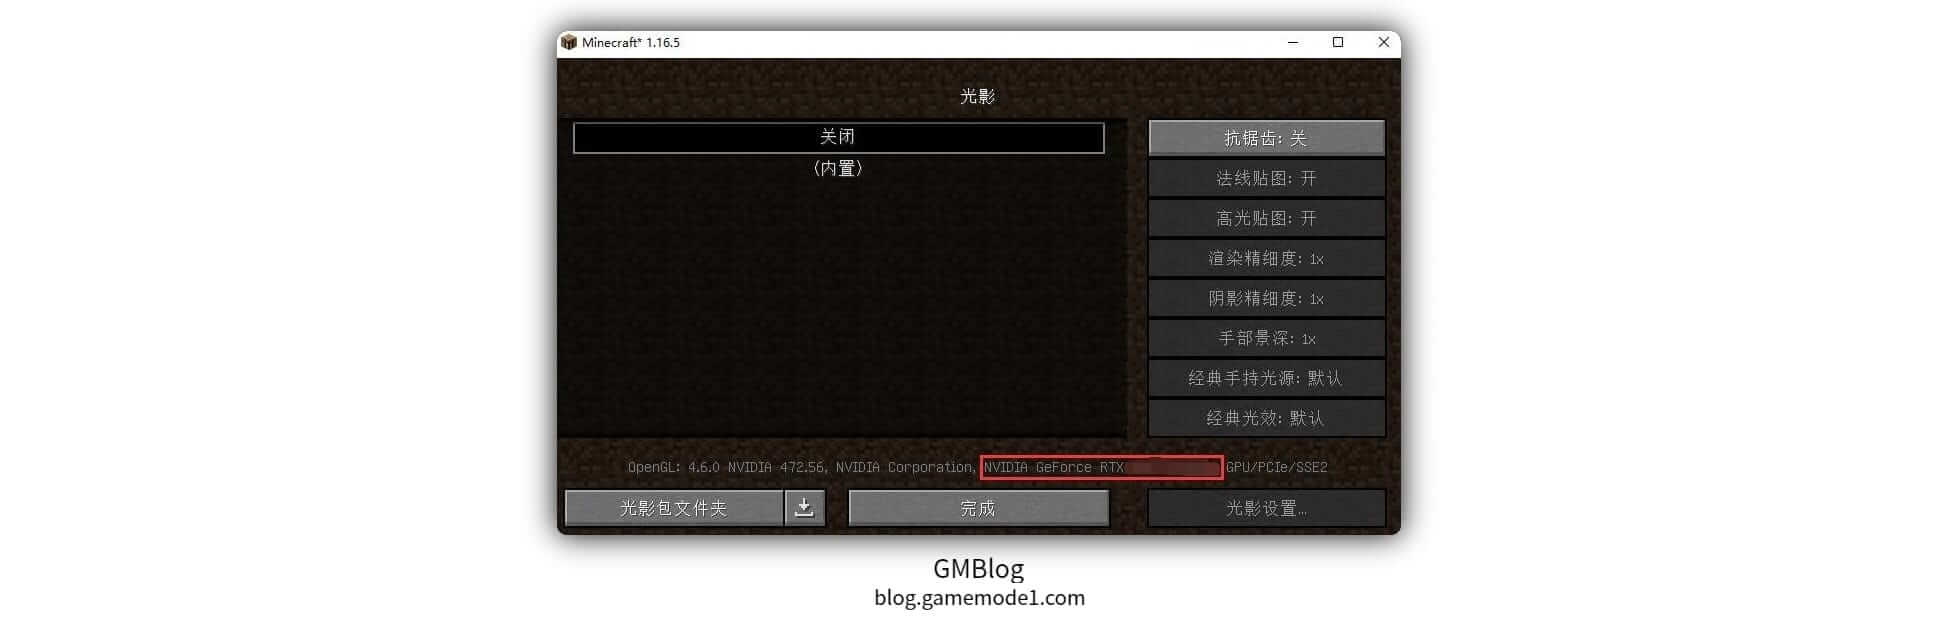 Minecraft* 1.16.5
光影
关闭
(内置)
抗锯齿: 关
法线贴图: 开
高光贴图: 开
渲染精细度: 1x
阴影精细度: 1x
手部景深: 1x
经典手持光源: 默认
经典光效: 默认
OpenGL: 4.6.0 NVIDIA 472.56, NVIDIA Corporation, NVIDIA GeForce RTX GPU/PCIe/SSE2
光影包文件夹
完成
光影设置...
GMBlog
blog.gamemode1.com